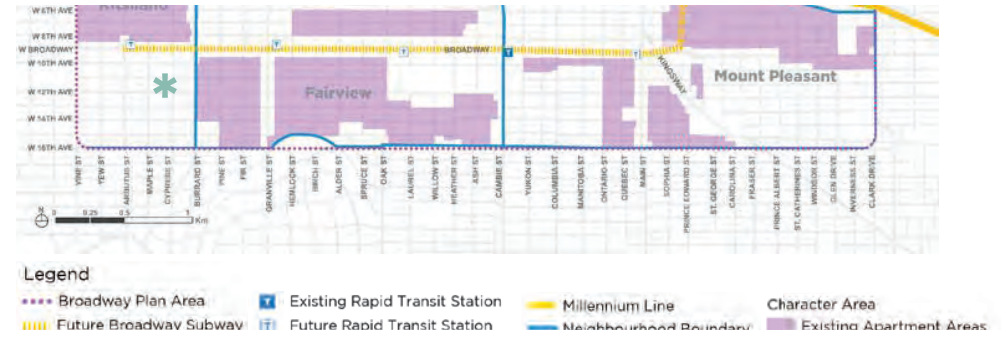 W 6TH AVE
Kitsilano
W 8TH AVE
W BROADWAY
BROADWAY
W 10TH AVE
KINGSWAY
Mount Pleasant
W 12TH AVE
Fairview
W 14TH AVE
W 16TH AVE
VINE ST
YEW ST
ARBUTUS ST
MAPLE ST
CYPRESS ST
BURRARD ST
PINE ST
FIR ST
GRANVILLE ST
HEMLOCK ST
BIRCH ST
ALDER ST
SPRUCE ST
OAK ST
LAUREL ST
WILLOW ST
HEATHER ST
ASH ST
CAMBIE ST
YUKON ST
COLUMBIA ST
MANITOBA ST
ONTARIO ST
QUEBEC ST
MAIN ST
SOPHIA ST
PRINCE EDWARD ST
ST. GEORGE ST
CAROLINA ST
FRASER ST
PRINCE ALBERT ST
ST. CATHERINES ST
WINDSOR ST
GLEN DRIVE
INVERNESS ST
CLARK DRIVE
N
0 0.25 0.5 1
Km
Legend
Broadway Plan Area
Existing Rapid Transit Station
Millennium Line
Character Area
Future Broadway Subway
Future Rapid Transit Station
Neighbourhood Boundary
Existing Apartment Areas